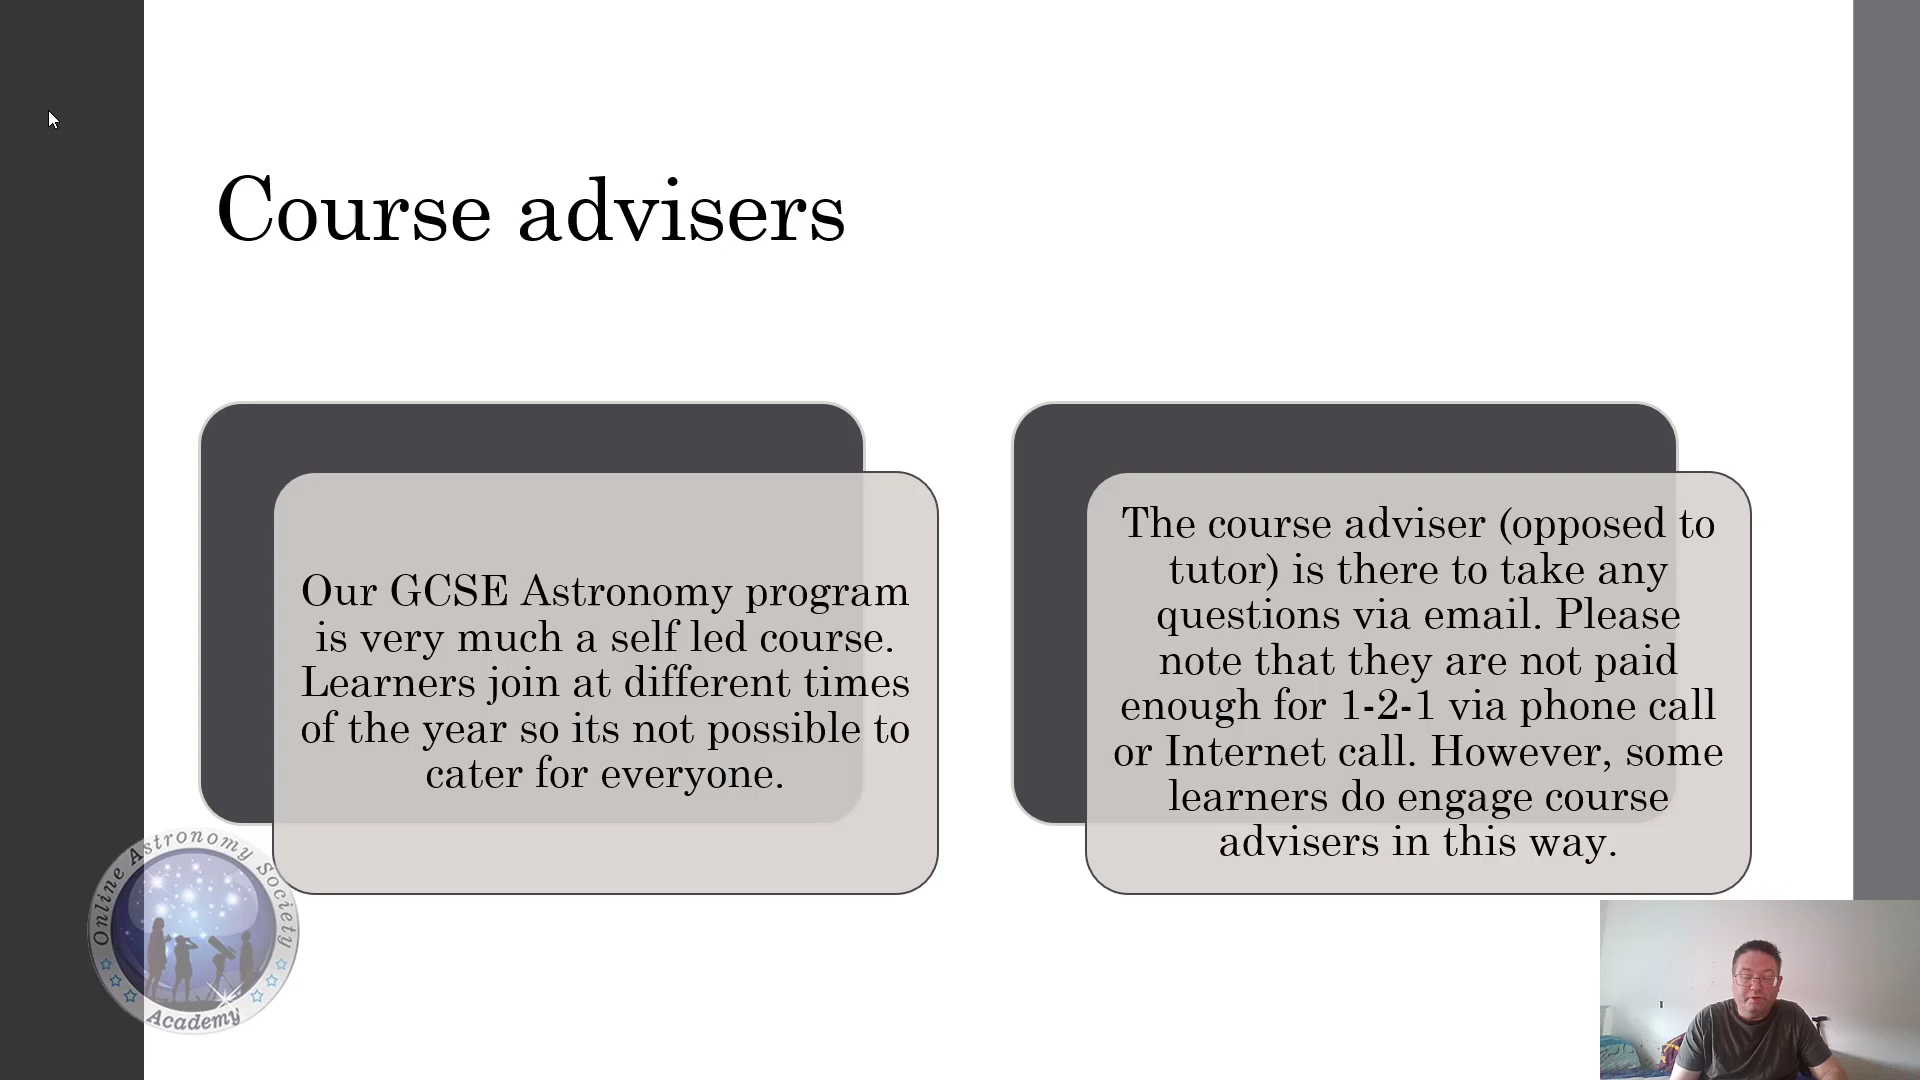 Course advisers
Our GCSE Astronomy program
is very much a self led course.
Learners join at different times
of the year so its not possible to
cater for everyone.
The course adviser (opposed to
tutor) is there to take any
questions via email. Please
note that they are not paid
enough for 1-2-1 via phone call
or Internet call. However, some
learners do engage course
advisers in this way.
Online Astronomy Society
Academy